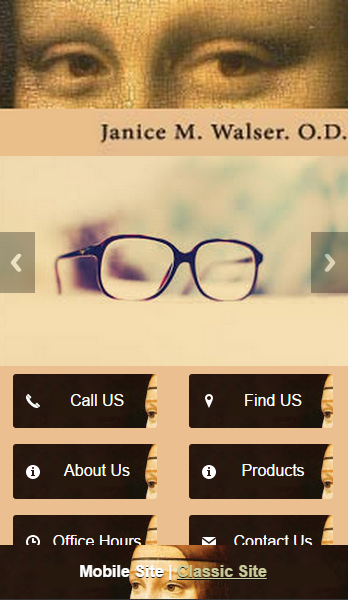 Janice M. Walser. O.D.
Call US
Find US
About Us
Products
Office Hours
Contact Us
Mobile Site | Classic Site